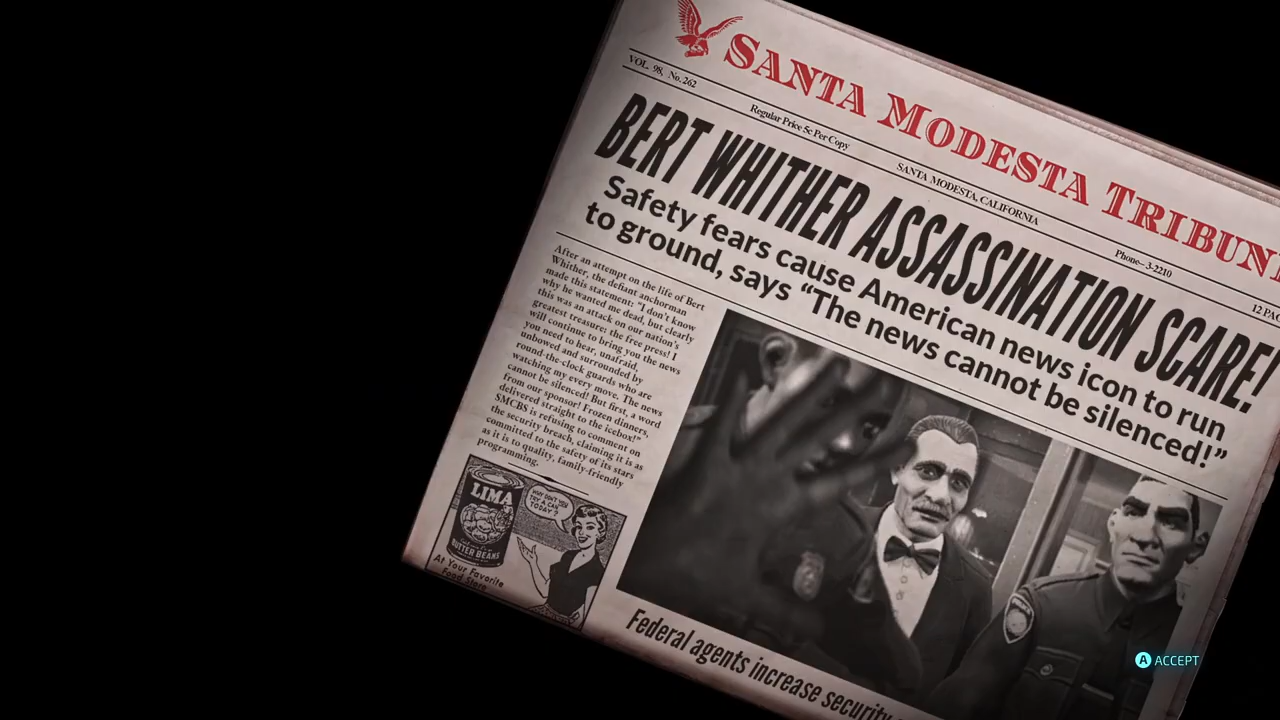 SANTA MODESTA TRIBUN
VOL. 98, No. 262
Regular Price 5c Per Copy
SANTA MODESTA, CALIFORNIA
Phone—3-2210
12 PAG
BERT WHITHER ASSASSINATION SCARE!
Safety fears cause American news icon to run
to ground, says “The news cannot be silenced!”
After an attempt on the life of Bert
Whither, the defiant anchorman
made this statement: “I don’t know
why he wanted me dead, but clearly
this was an attack on our nation’s
greatest treasure: the free press! I
will continue to bring you the news
you need to hear, unafraid,
unbowed and surrounded by
round-the-clock guards who are
watching my every move. The news
cannot be silenced! But first, a word
from our sponsor! Frozen dinners,
delivered straight to the icebox!”
SMCBS is refusing to comment on
the security breach, claiming it is as
committed to the safety of its stars
as it is to quality, family-friendly
programming.
LIMA
BUTTER BEANS
WHY DON'T YOU
TRY A CAN
TODAY?
At Your Favorite
Food Store
Federal agents increase security
A ACCEPT